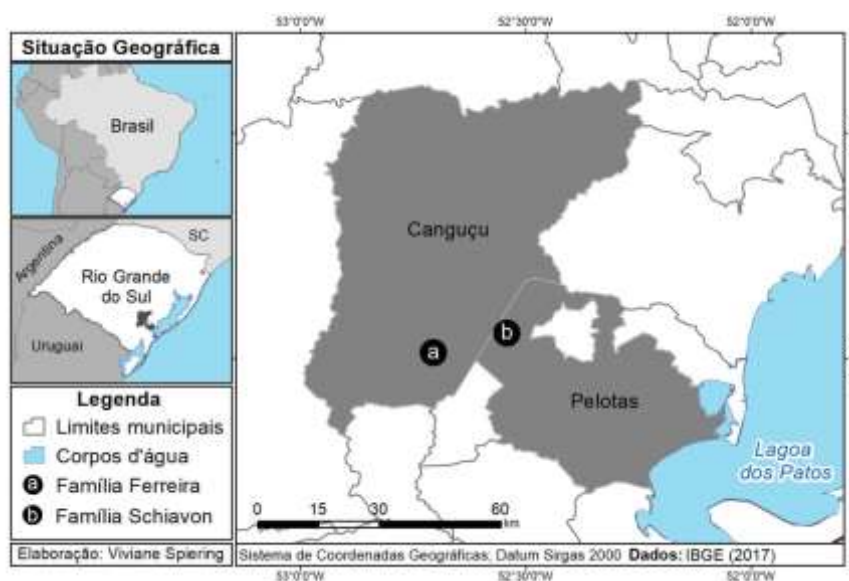 53°0'0"W
52°30'0"W
52°0'0"W
Situação Geográfica
Brasil
Argentina
SC
Rio Grande
do Sul
Uruguai
Legenda
Limites municipais
Corpos d'água
a Família Ferreira
b Família Schiavon
Elaboração: Viviane Spiering
Canguçu
a
b
Pelotas
Lagoa
dos Patos
0 15 30 60
km
Sistema de Coordenadas Geográficas; Datum Sirgas 2000 Dados: IBGE (2017)
53°0'0"W
52°30'0"W
52°0'0"W